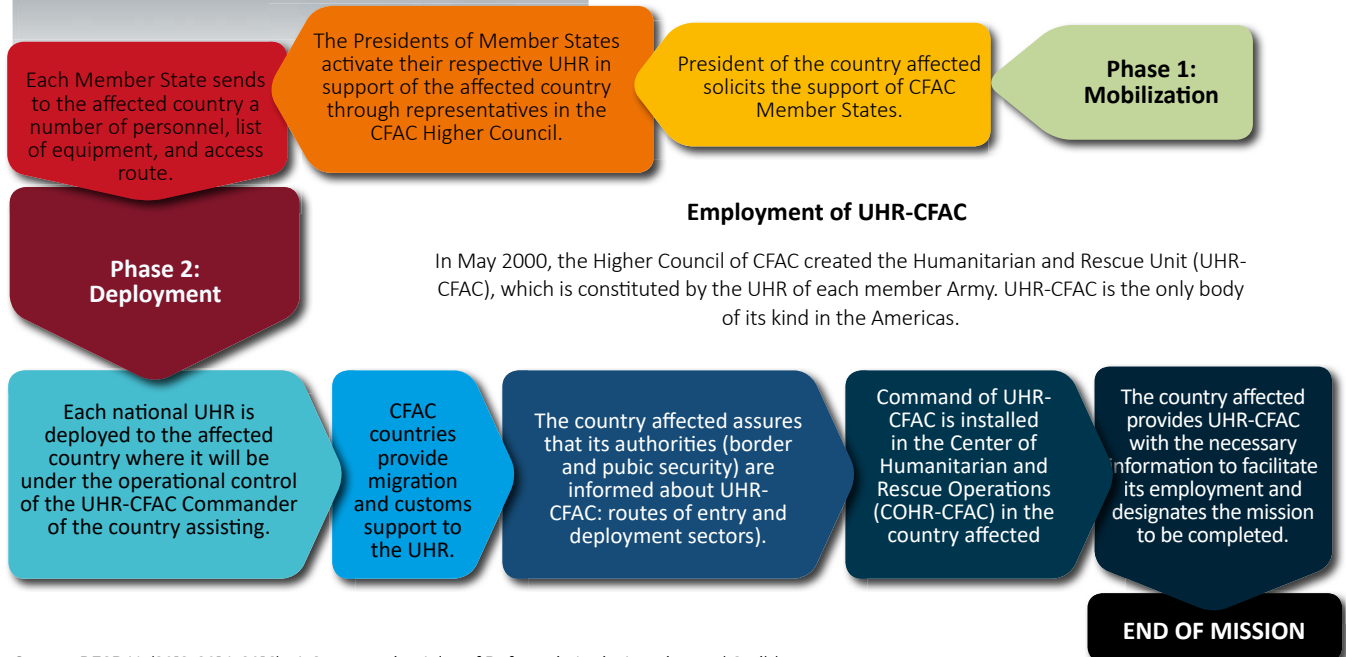 Phase 1:
Mobilization
President of the country affected
solicits the support of CFAC
Member States.
The Presidents of Member States
activate their respective UHR in
support of the affected country
through representatives in the
CFAC Higher Council.
Each Member State sends
to the affected country a
number of personnel, list
of equipment, and access
route.
Employment of UHR-CFAC
In May 2000, the Higher Council of CFAC created the Humanitarian and Rescue Unit (UHR-
CFAC), which is constituted by the UHR of each member Army. UHR-CFAC is the only body
of its kind in the Americas.
Phase 2:
Deployment
Each national UHR is
deployed to the affected
country where it will be
under the operational control
of the UHR-CFAC Commander
of the country assisting.
CFAC
countries
provide
migration
and customs
support to
the UHR.
The country affected assures
that its authorities (border
and pubic security) are
informed about UHR-
CFAC: routes of entry and
deployment sectors).
Command of UHR-
CFAC is installed
in the Center of
Humanitarian and
Rescue Operations
(COHR-CFAC) in the
country affected
The country affected
provides UHR-CFAC
with the necessary
information to facilitate
its employment and
designates the mission
to be completed.
END OF MISSION